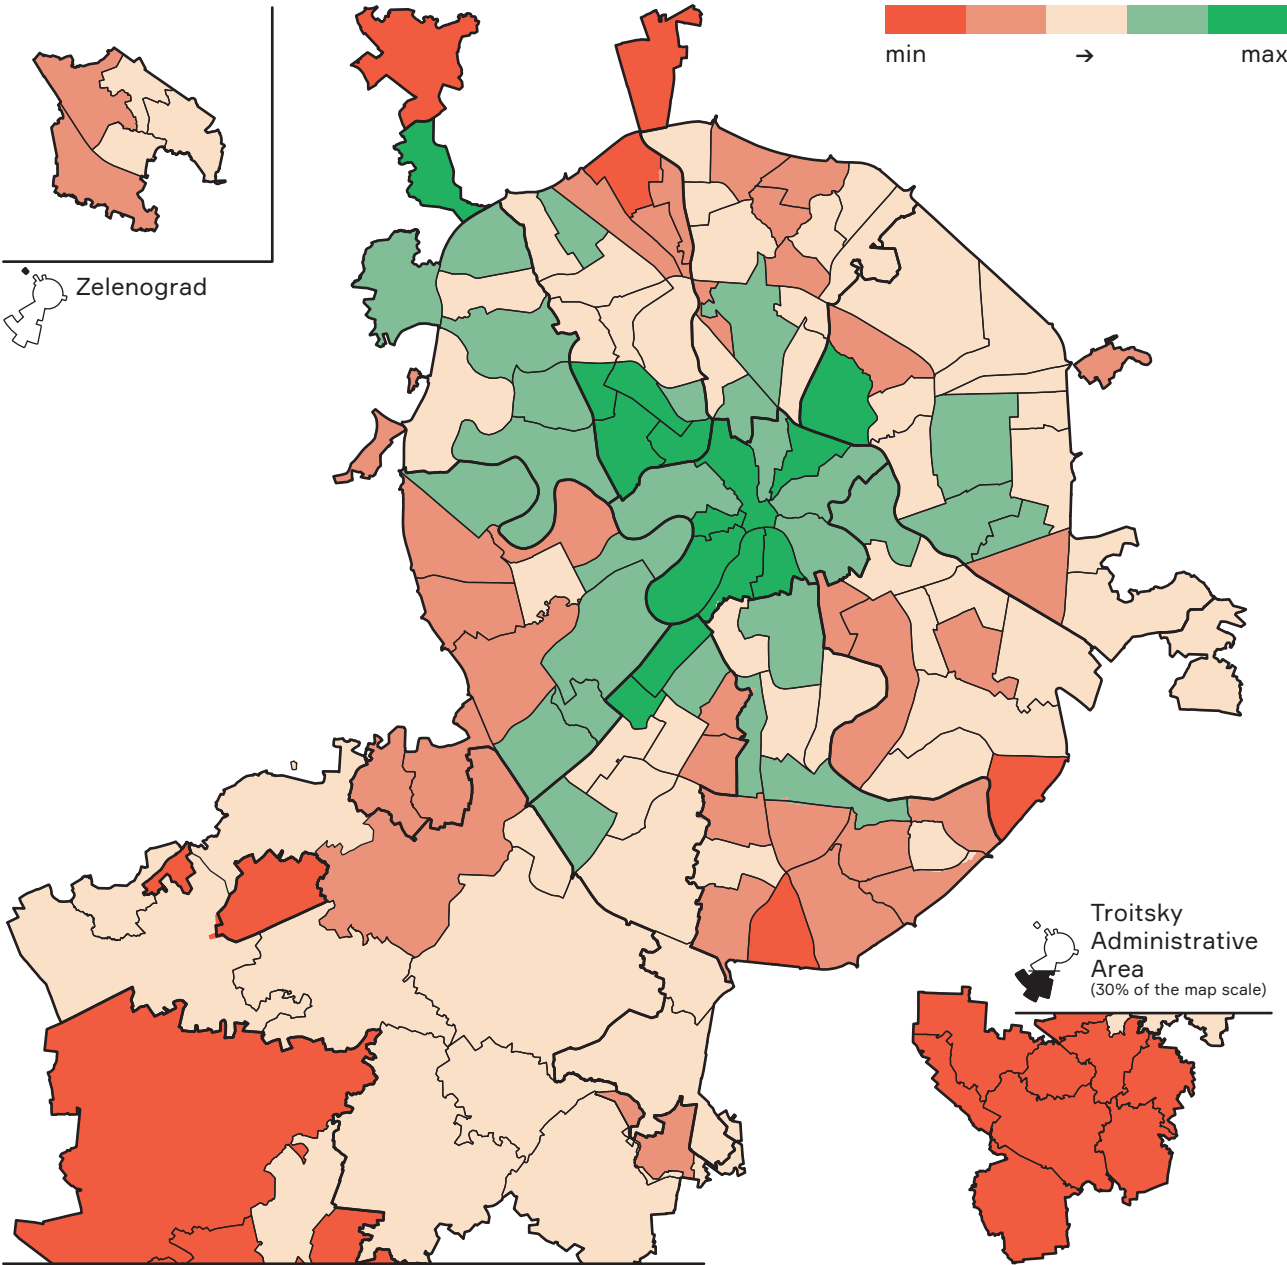 min → max
Zelenograd
Troitsky
Administrative
Area
(30% of the map scale)